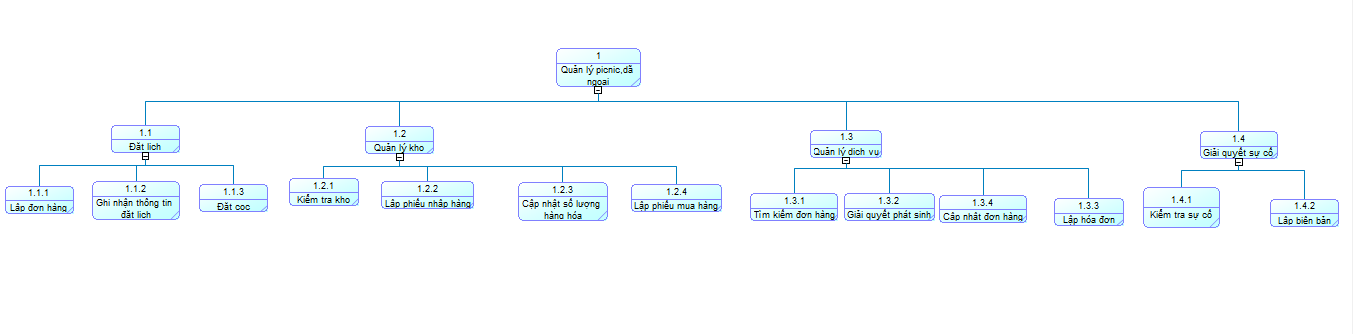 1
Quản lý picnic,dã
ngoại
1.1
Đặt lịch
1.2
Quản lý kho
1.3
Quản lý dịch vụ
1.4
Giải quyết sự cố
1.1.1
Lập đơn hàng
1.1.2
Ghi nhận thông tin
đặt lịch
1.1.3
Đặt cọc
1.2.1
Kiểm tra kho
1.2.2
Lập phiếu nhập hàng
1.2.3
Cập nhật số lượng
hàng hóa
1.2.4
Lập phiếu mua hàng
1.3.1
Tìm kiếm đơn hàng
1.3.2
Giải quyết phát sinh
1.3.4
Cập nhật đơn hàng
1.3.3
Lập hóa đơn
1.4.1
Kiểm tra sự cố
1.4.2
Lập biên bản